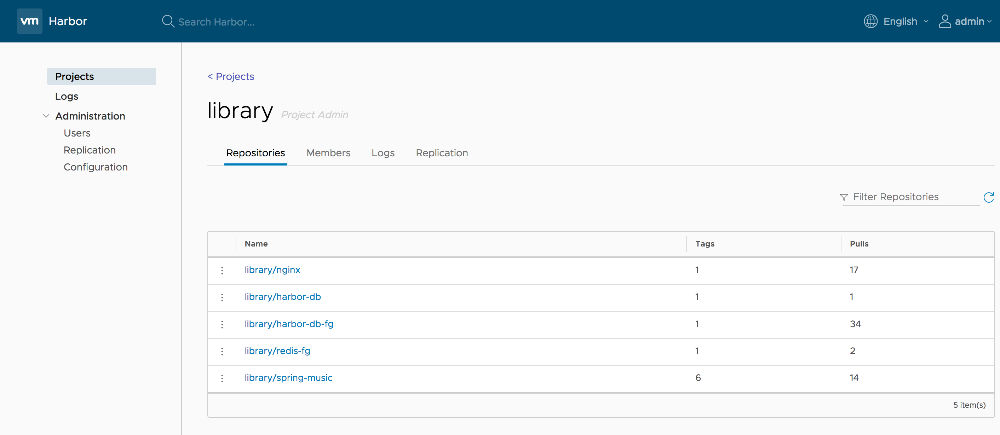 vm Harbor Search Harbor... English admin
Projects
Logs
Administration
Users
Replication
Configuration
< Projects
library Project Admin
Repositories Members Logs Replication
Filter Repositories
Name Tags Pulls
library/nginx 1 17
library/harbor-db 1 1
library/harbor-db-fg 1 34
library/redis-fg 1 2
library/spring-music 6 14
5 item(s)